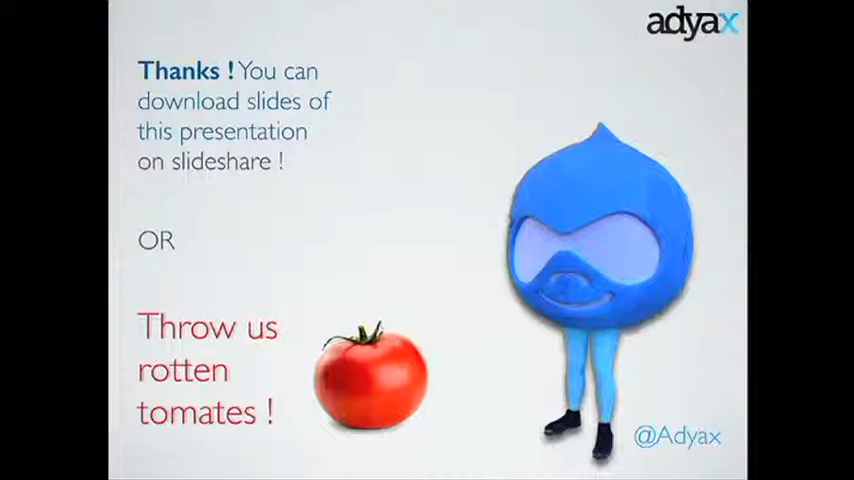 adyax
Thanks ! You can
download slides of
this presentation
on slideshare !
OR
Throw us
rotten
tomates !
@Adyax